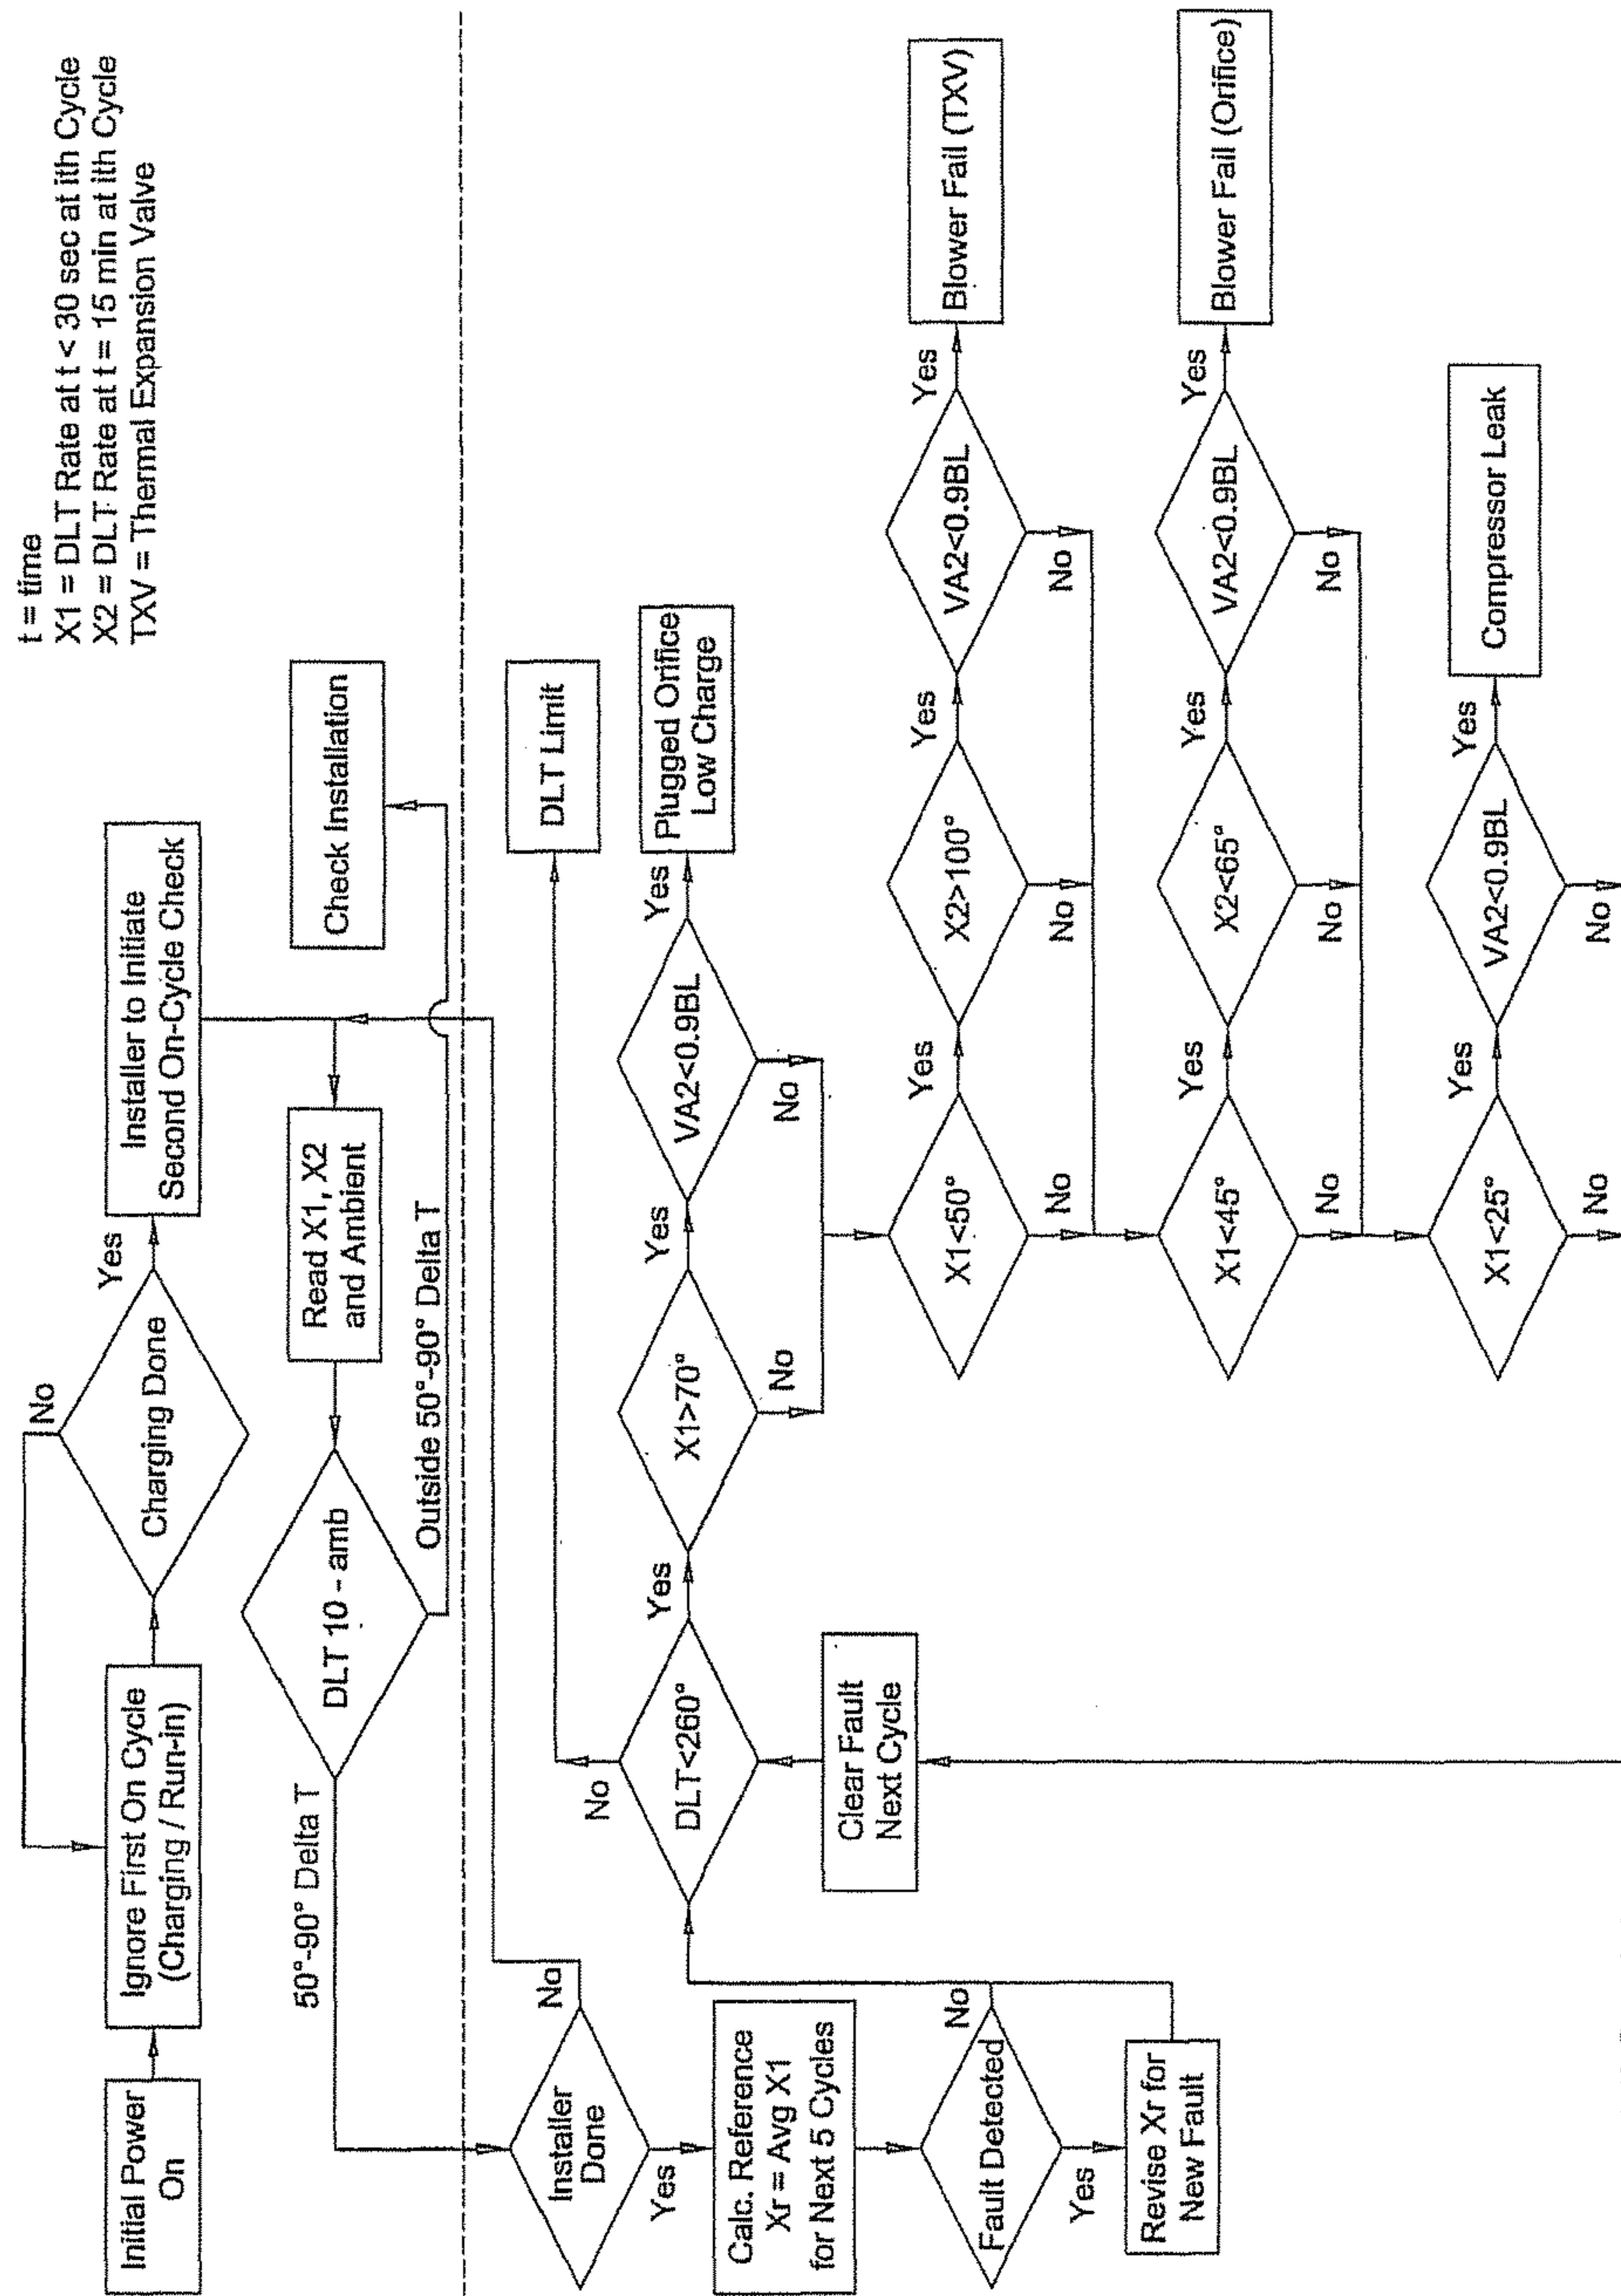 t = time
X1 = DLT Rate at t < 30 sec at ith Cycle
X2 = DLT Rate at t = 15 min at ith Cycle
TXV = Thermal Expansion Valve
Initial Power
On
Ignore First On Cycle
(Charging / Run-in)
No
Charging Done
Yes
Installer to Initiate
Second On-Cycle Check
50°-90° Delta T
DLT 10 - amb
Read X1, X2
and Ambient
Outside 50°-90° Delta T
Check Installation
Installer
Done
No
Yes
Calc. Reference
Xr = Avg X1
for Next 5 Cycles
Fault Detected
No
Yes
Revise Xr for
New Fault
No
DLT<260°
Yes
DLT Limit
Clear Fault
Next Cycle
X1>70°
Yes
No
VA2<0.9BL
Yes
No
Plugged Orifice
Low Charge
X1<50°
Yes
No
X2>100°
Yes
No
VA2<0.9BL
Yes
No
Blower Fail (TXV)
X1<45°
Yes
No
X2<65°
Yes
No
VA2<0.9BL
Yes
No
Blower Fail (Orifice)
X1<25°
Yes
No
VA2<0.9BL
Yes
No
Compressor Leak